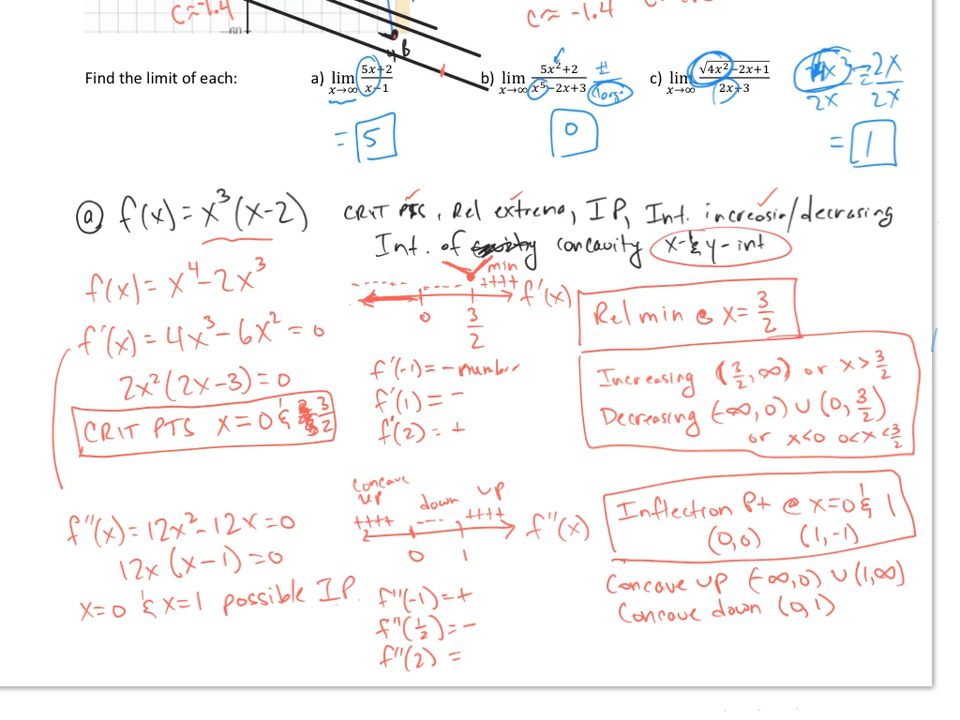 c≈-1.4
c≈ -1.4
-60
b
Find the limit of each: a) lim x→∞ (5x+2)/(x-1) = 5
b) lim x→∞ (5x²+2)/(x⁵-2x+3) ± 0
c) lim x→∞ √(4x²-2x+1)/(2x+3) 2x = 2x/2x = 1
@ f(x) = x³(x-2) CRIT PTS, Rel extrema, IP, Int. increasin/decrasing
Int. of concavity x- & y-int
f(x) = x⁴-2x³
f'(x) = 4x³-6x² = 0
2x²(2x-3) = 0
CRIT PTS x = 0 & 3/2
min
---- ---- ++++ f'(x)
0 3/2
f'(-1) = - number
f'(1) = -
f'(2) = +
Rel min @ x = 3/2
Increasing (3/2, ∞) or x > 3/2
Decreasing (-∞, 0) ∪ (0, 3/2)
or x<0 0<x<3/2
f"(x) = 12x²-12x = 0
12x(x-1) = 0
x=0 & x=1 possible IP.
Concave up down up
++++ --- ++++ f"(x)
0 1
f"(-1) = +
f"(1/2) = -
f"(2) =
Inflection Pt @ x=0 & 1
(0,0) (1,-1)
Concave up (-∞,0) ∪ (1,∞)
Concave down (0,1)